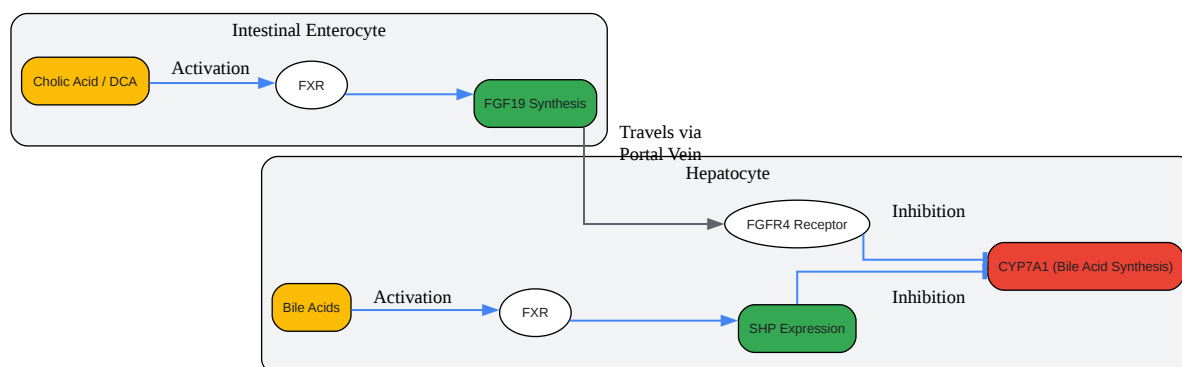 Intestinal Enterocyte
Cholic Acid / DCA
Activation
FXR
FGF19 Synthesis
Travels via
Portal Vein
Hepatocyte
FGFR4 Receptor
Inhibition
CYP7A1 (Bile Acid Synthesis)
Bile Acids
Activation
FXR
SHP Expression
Inhibition